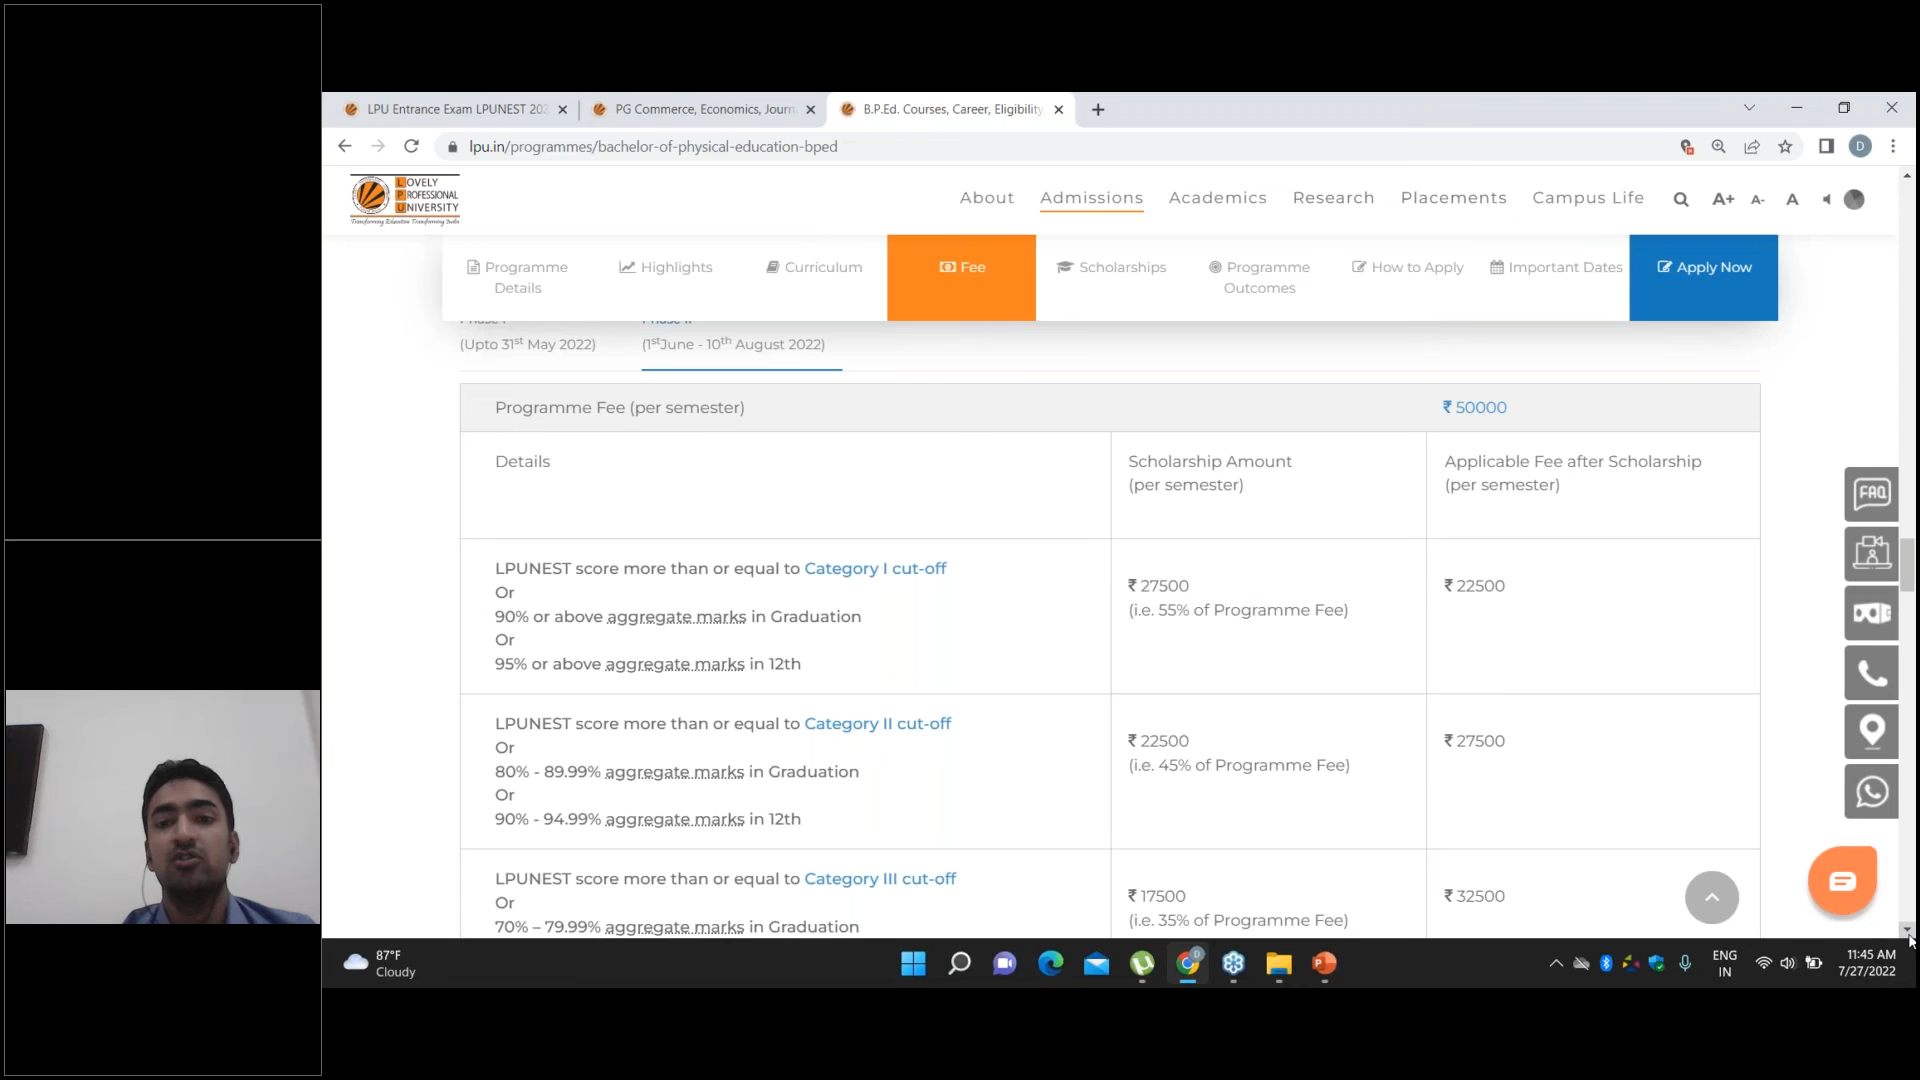 LPU Entrance Exam LPUNEST 202
PG Commerce, Economics, Journ
B.P.Ed. Courses, Career, Eligibility
lpu.in/programmes/bachelor-of-physical-education-bped
D
LOVELY
PROFESSIONAL
UNIVERSITY
Transforming Education Transforming India
About
Admissions
Academics
Research
Placements
Campus Life
A+
A-
A
Programme
Details
Highlights
Curriculum
Fee
Scholarships
Programme
Outcomes
How to Apply
Important Dates
Apply Now
(Upto 31st May 2022)
(1stJune - 10th August 2022)
Programme Fee (per semester)
₹ 50000
Details
Scholarship Amount
(per semester)
Applicable Fee after Scholarship
(per semester)
LPUNEST score more than or equal to Category I cut-off
Or
90% or above aggregate marks in Graduation
Or
95% or above aggregate marks in 12th
₹ 27500
(i.e. 55% of Programme Fee)
₹ 22500
LPUNEST score more than or equal to Category II cut-off
Or
80% - 89.99% aggregate marks in Graduation
Or
90% - 94.99% aggregate marks in 12th
₹ 22500
(i.e. 45% of Programme Fee)
₹ 27500
LPUNEST score more than or equal to Category III cut-off
Or
70% – 79.99% aggregate marks in Graduation
₹ 17500
(i.e. 35% of Programme Fee)
₹ 32500
FAQ
87°F
Cloudy
D
P
ENG
IN
11:45 AM
7/27/2022